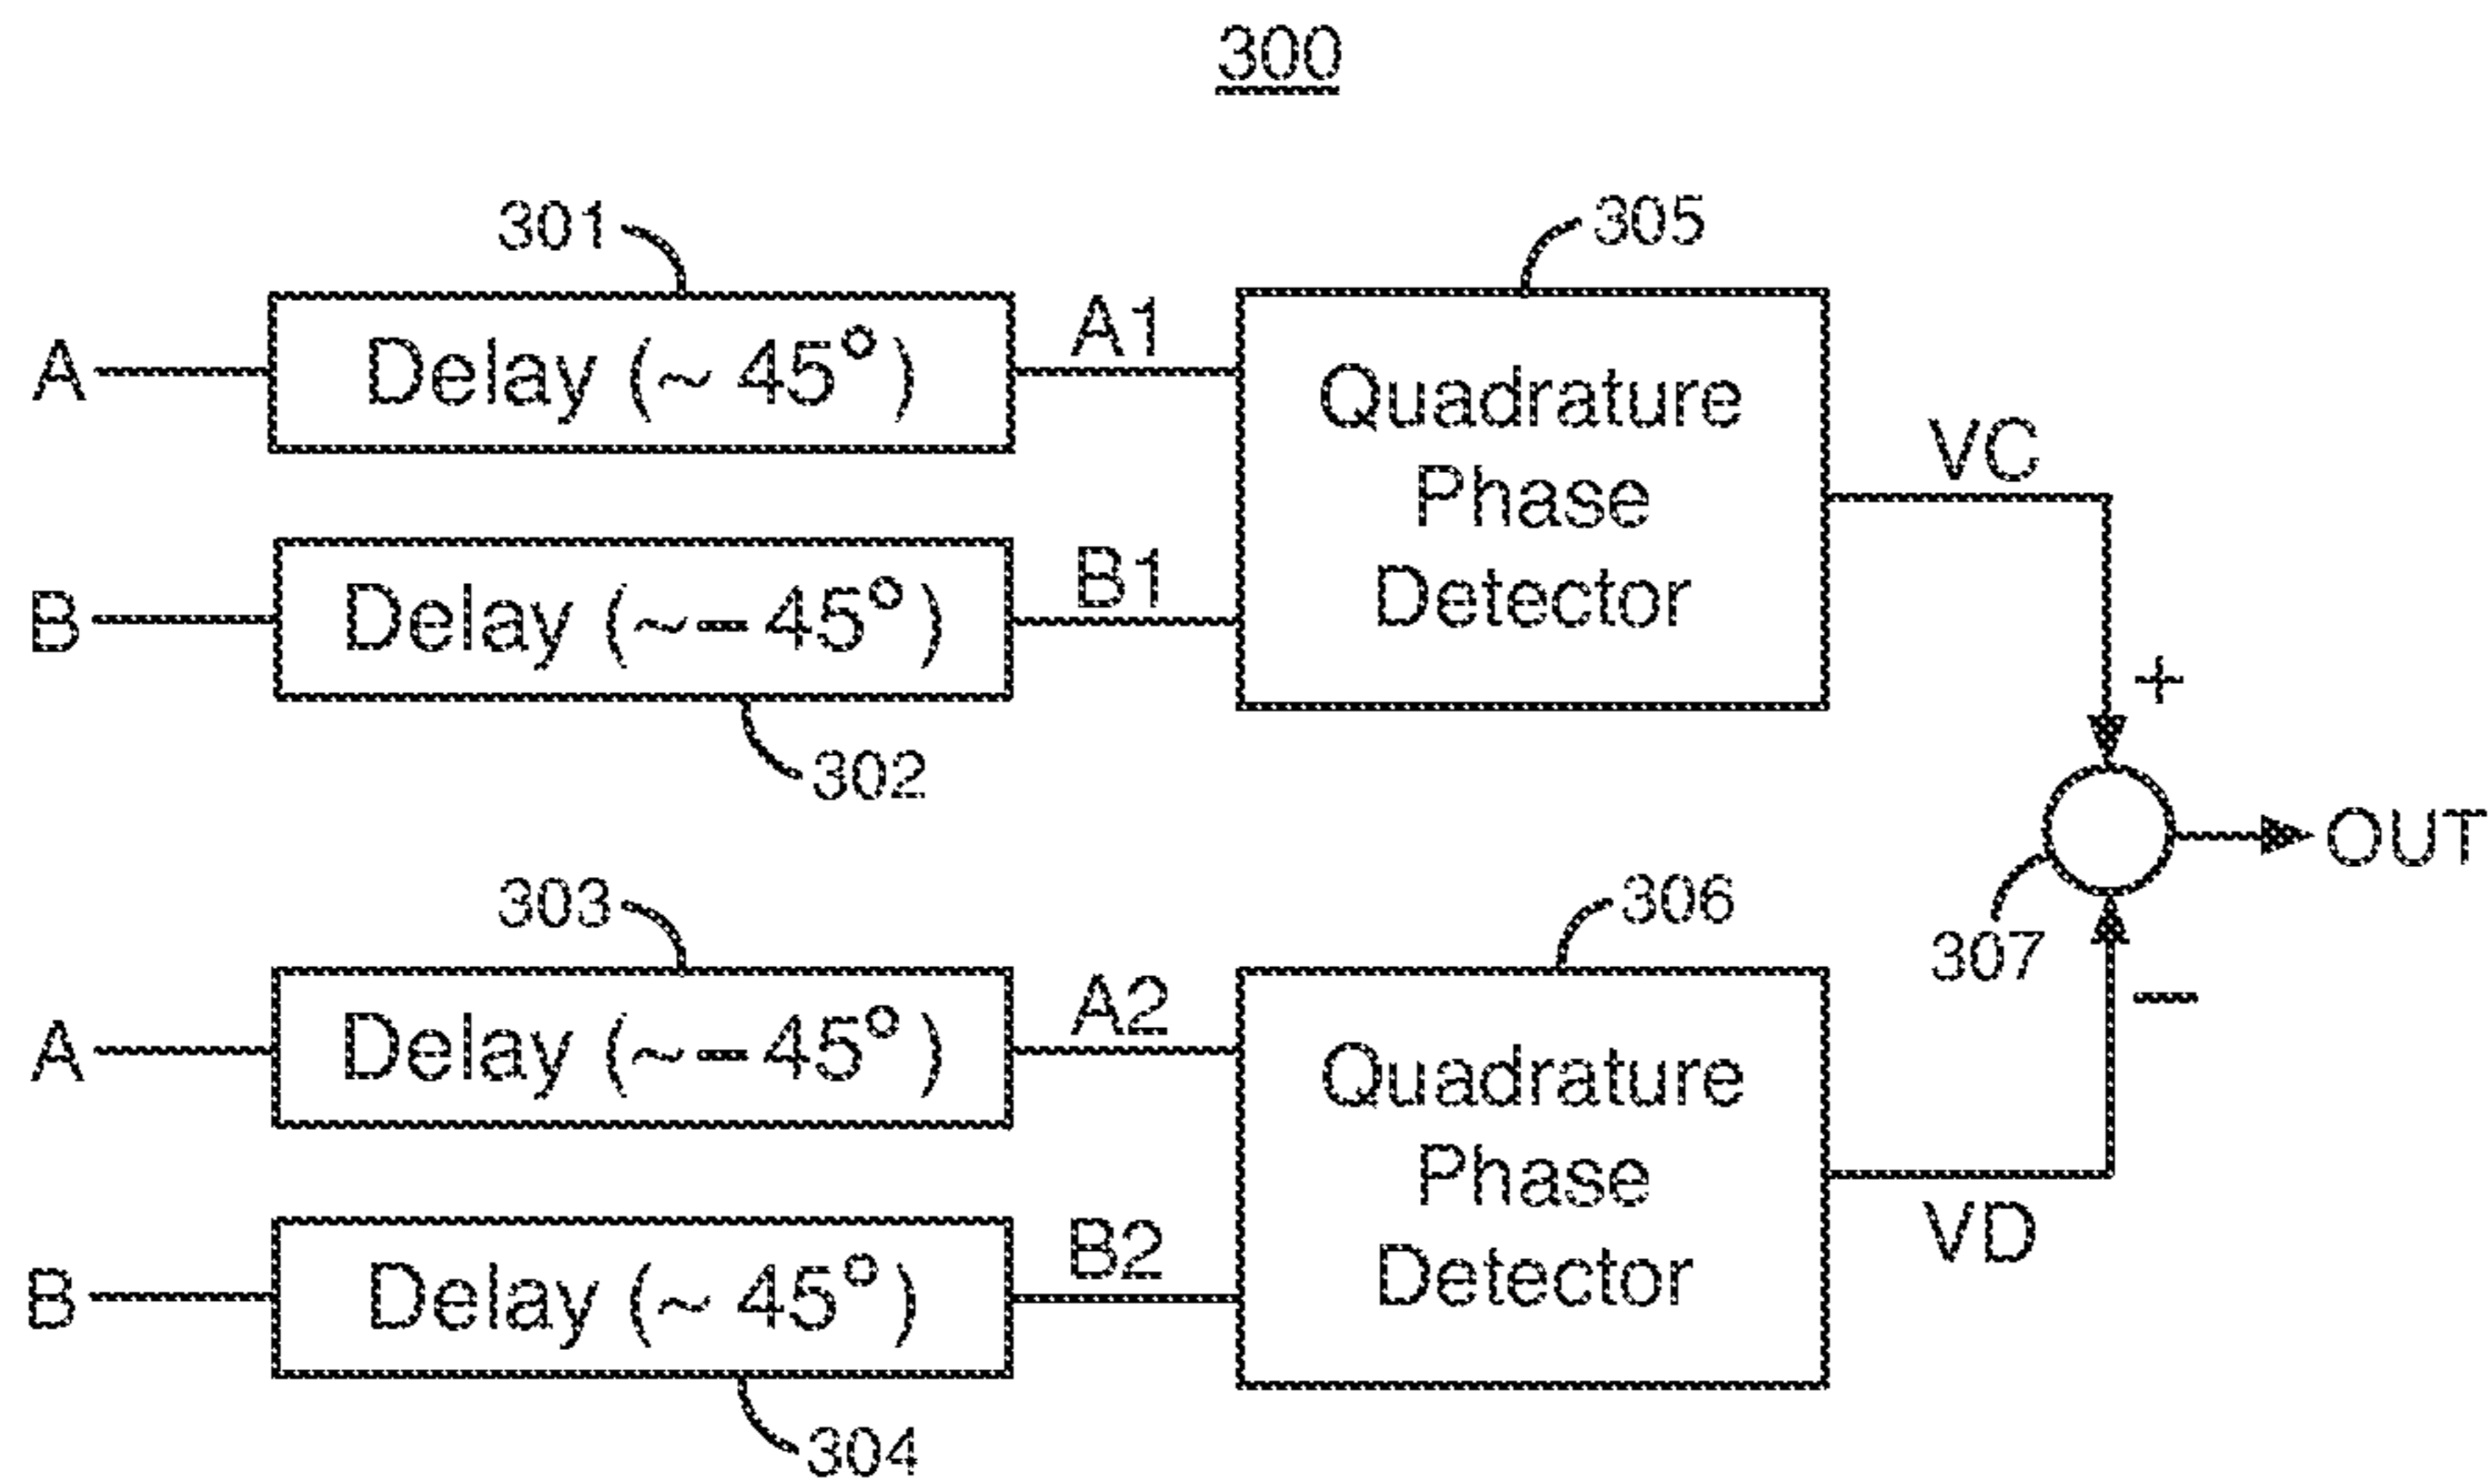 300
301
305
A
Delay (~ 45°)
A1
Quadrature
Phase
Detector
VC
B
Delay (~– 45°)
B1
302
+
OUT
307
–
303
306
A
Delay (~– 45°)
A2
Quadrature
Phase
Detector
VD
B
Delay (~ 45°)
B2
304